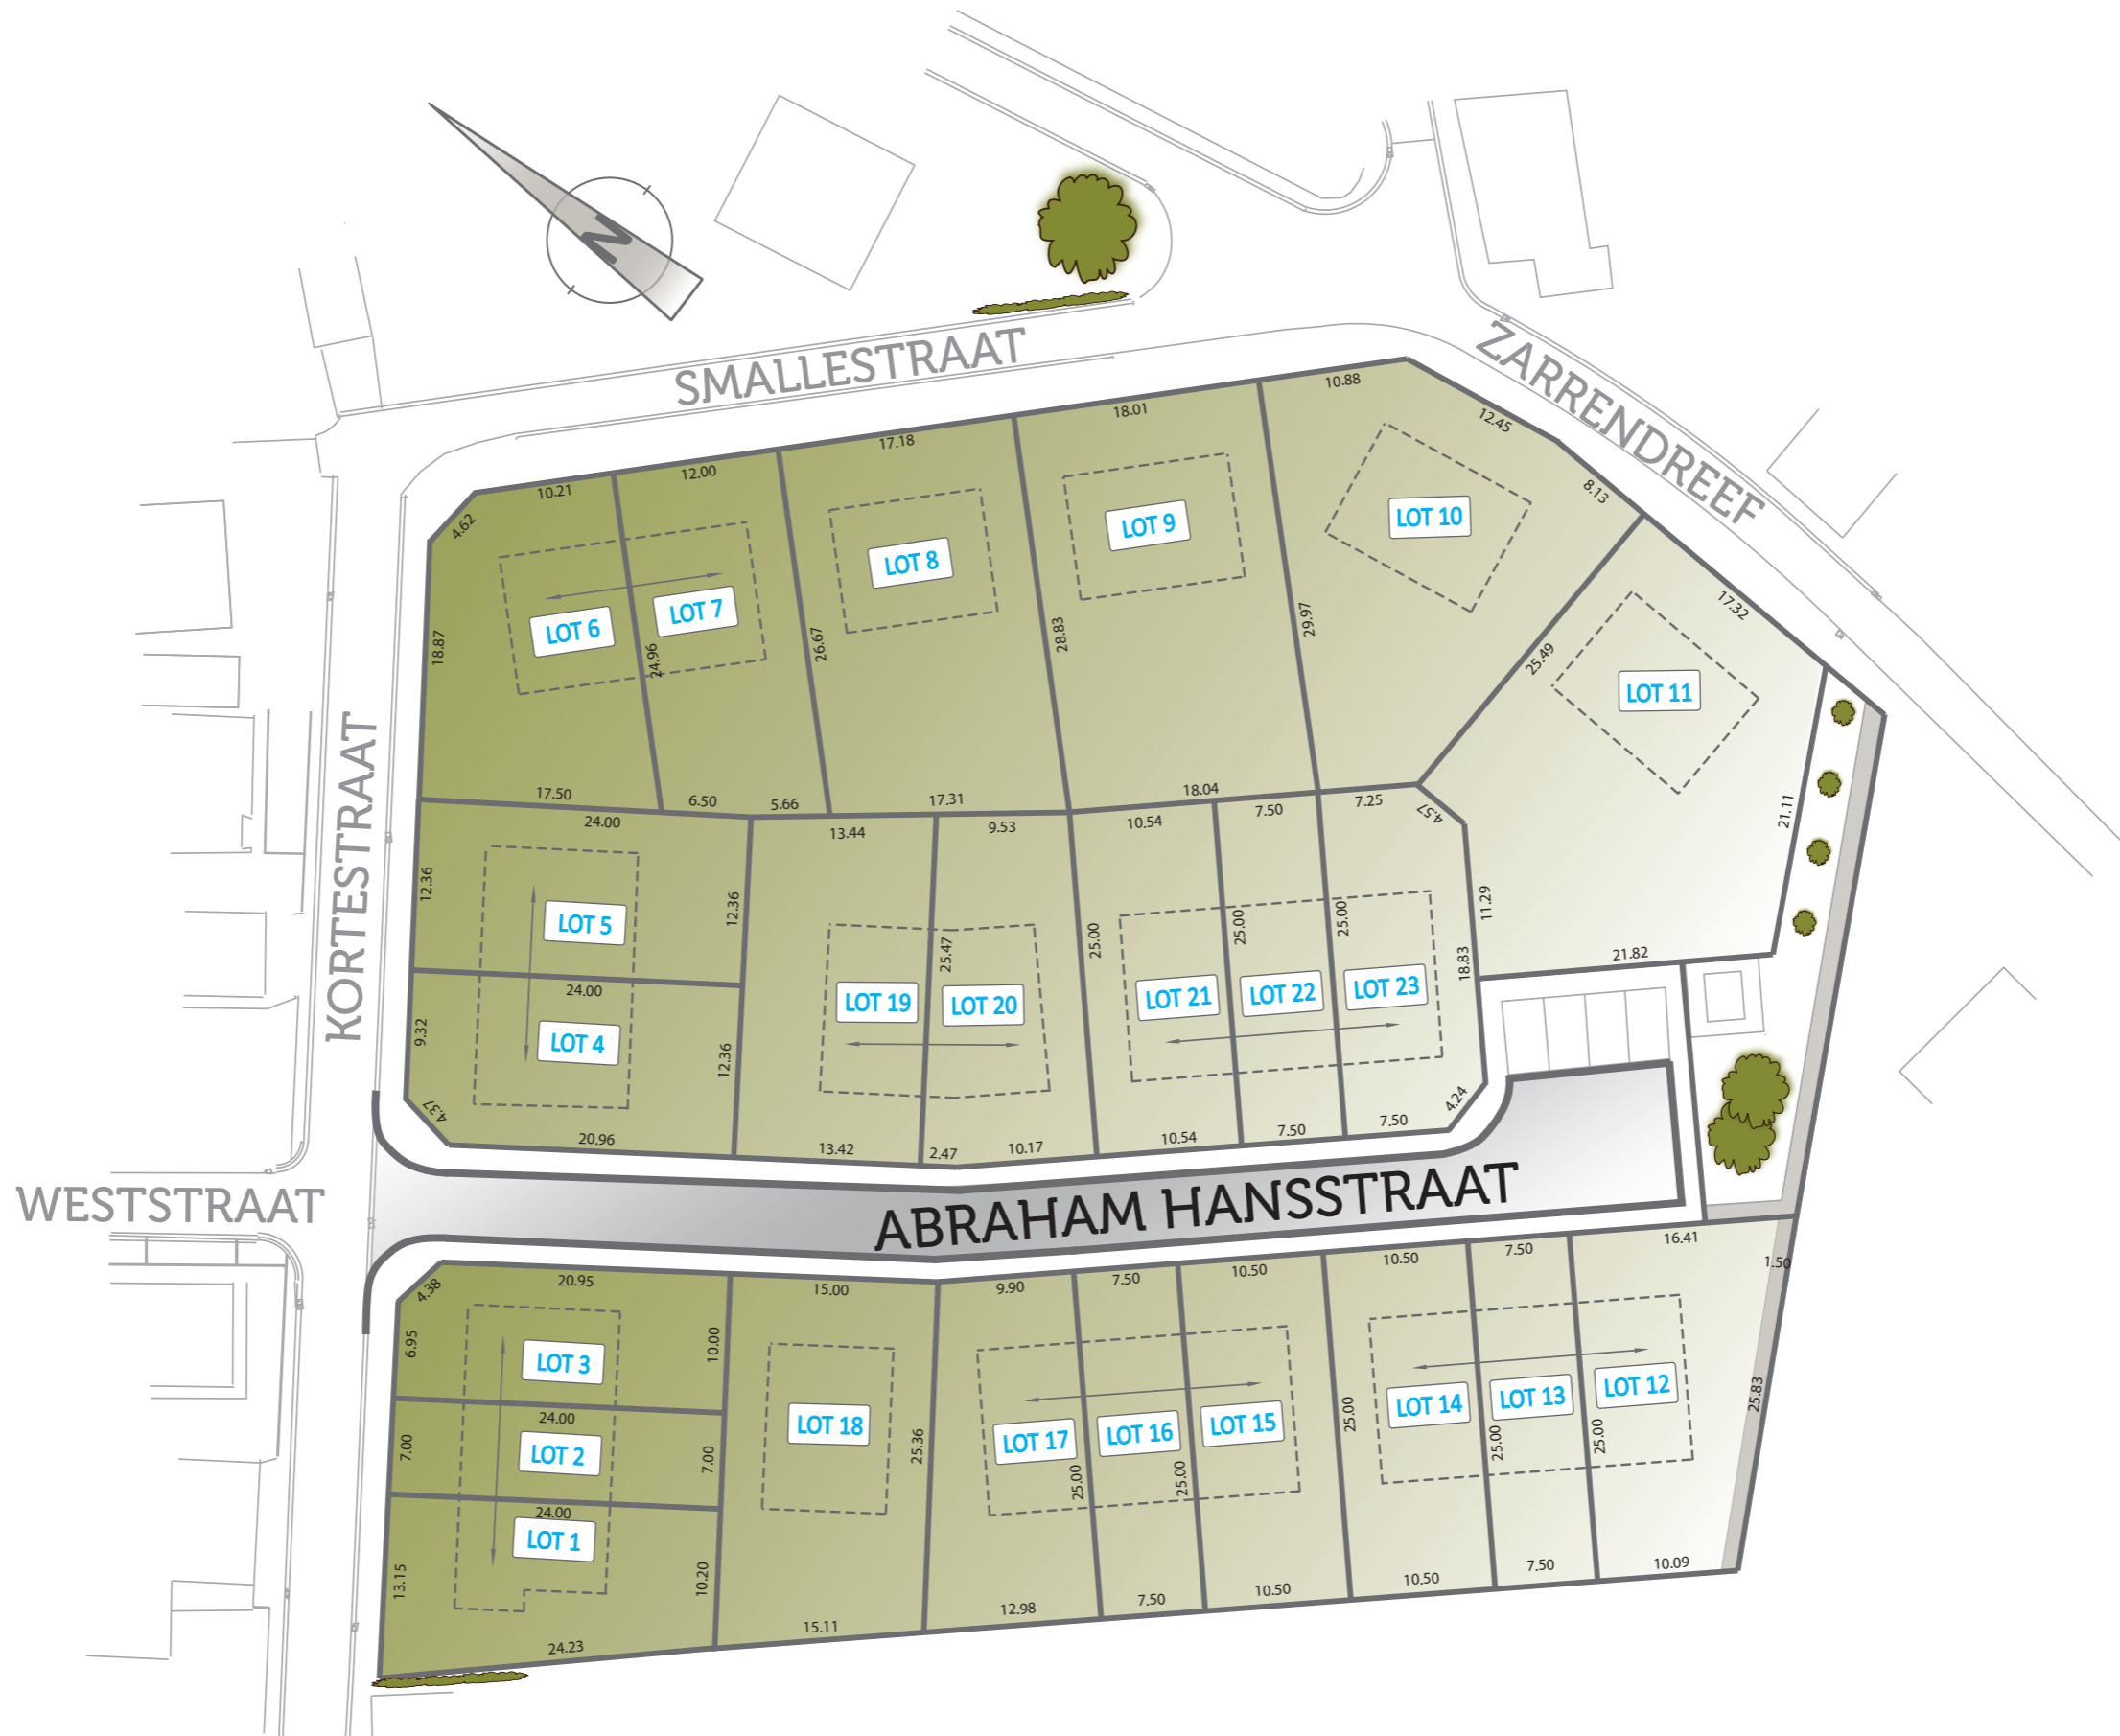 N
SMALLESTRAAT
ZARRENDREEF
KORTESTRAAT
WESTSTRAAT
ABRAHAM HANSSTRAAT
10.88
18.01
12.45
17.18
12.00
10.21
4.62
8.13
LOT 10
LOT 9
LOT 8
LOT 7
LOT 6
18.87
24.96
26.67
28.83
29.97
25.49
17.32
LOT 11
21.11
17.50
6.50
5.66
17.31
18.04
24.00
13.44
9.53
10.54
7.50
7.25
4.57
12.36
12.36
LOT 5
25.47
25.00
25.00
25.00
11.29
18.83
21.82
24.00
LOT 19
LOT 20
LOT 21
LOT 22
LOT 23
9.32
LOT 4
12.36
4.37
20.96
13.42
2.47
10.17
10.54
7.50
7.50
4.24
4.38
20.95
15.00
9.90
7.50
10.50
10.50
7.50
16.41
1.50
6.95
LOT 3
10.00
24.00
7.00
LOT 2
7.00
LOT 18
25.36
LOT 17
LOT 16
LOT 15
LOT 14
LOT 13
LOT 12
25.00
25.00
25.00
25.00
25.00
25.83
24.00
LOT 1
13.15
10.20
24.23
15.11
12.98
7.50
10.50
10.50
7.50
10.09